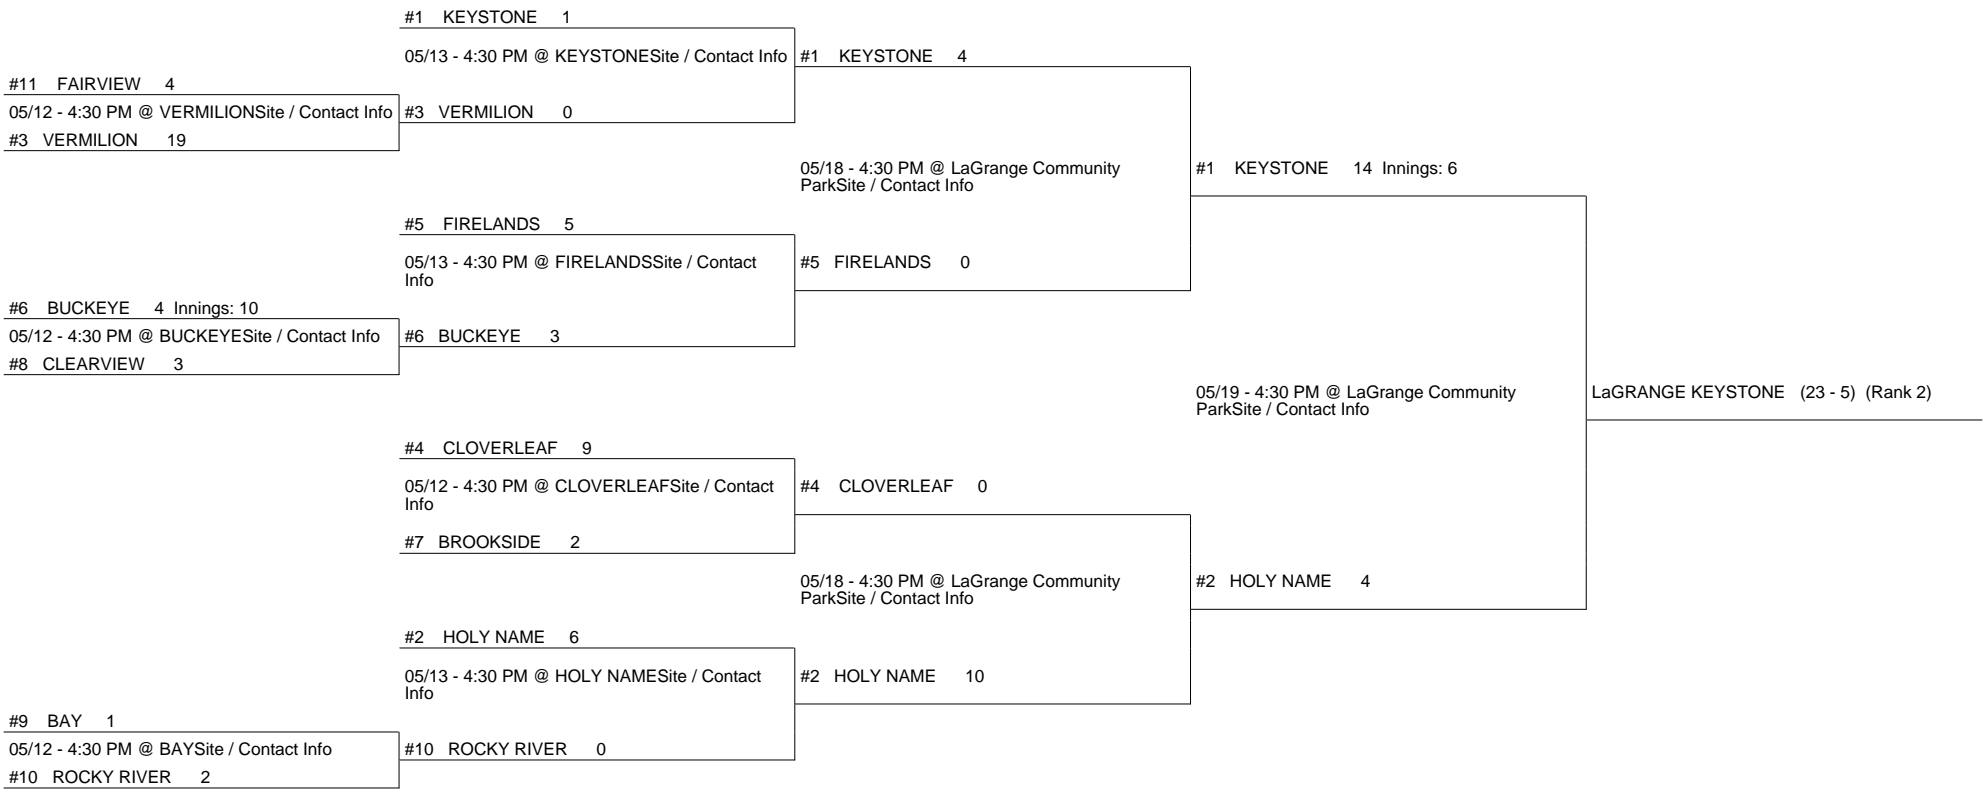 #1 KEYSTONE 1
05/13 - 4:30 PM @ KEYSTONESite / Contact Info
#1 KEYSTONE 4
#11 FAIRVIEW 4
05/12 - 4:30 PM @ VERMILIONSite / Contact Info
#3 VERMILION 0
#3 VERMILION 19
05/18 - 4:30 PM @ LaGrange Community
ParkSite / Contact Info
#1 KEYSTONE 14 Innings: 6
#5 FIRELANDS 5
05/13 - 4:30 PM @ FIRELANDSSite / Contact
Info
#5 FIRELANDS 0
#6 BUCKEYE 4 Innings: 10
05/12 - 4:30 PM @ BUCKEYESite / Contact Info
#6 BUCKEYE 3
#8 CLEARVIEW 3
05/19 - 4:30 PM @ LaGrange Community
ParkSite / Contact Info
LaGRANGE KEYSTONE (23 - 5) (Rank 2)
#4 CLOVERLEAF 9
05/12 - 4:30 PM @ CLOVERLEAFSite / Contact
Info
#4 CLOVERLEAF 0
#7 BROOKSIDE 2
05/18 - 4:30 PM @ LaGrange Community
ParkSite / Contact Info
#2 HOLY NAME 4
#2 HOLY NAME 6
05/13 - 4:30 PM @ HOLY NAMESite / Contact
Info
#2 HOLY NAME 10
#9 BAY 1
05/12 - 4:30 PM @ BAYSite / Contact Info
#10 ROCKY RIVER 0
#10 ROCKY RIVER 2